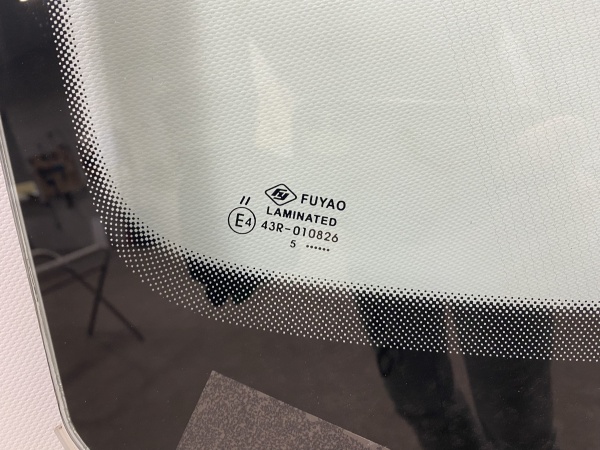 FUYAO
LAMINATED
II
E4 43R-010826
5 ······